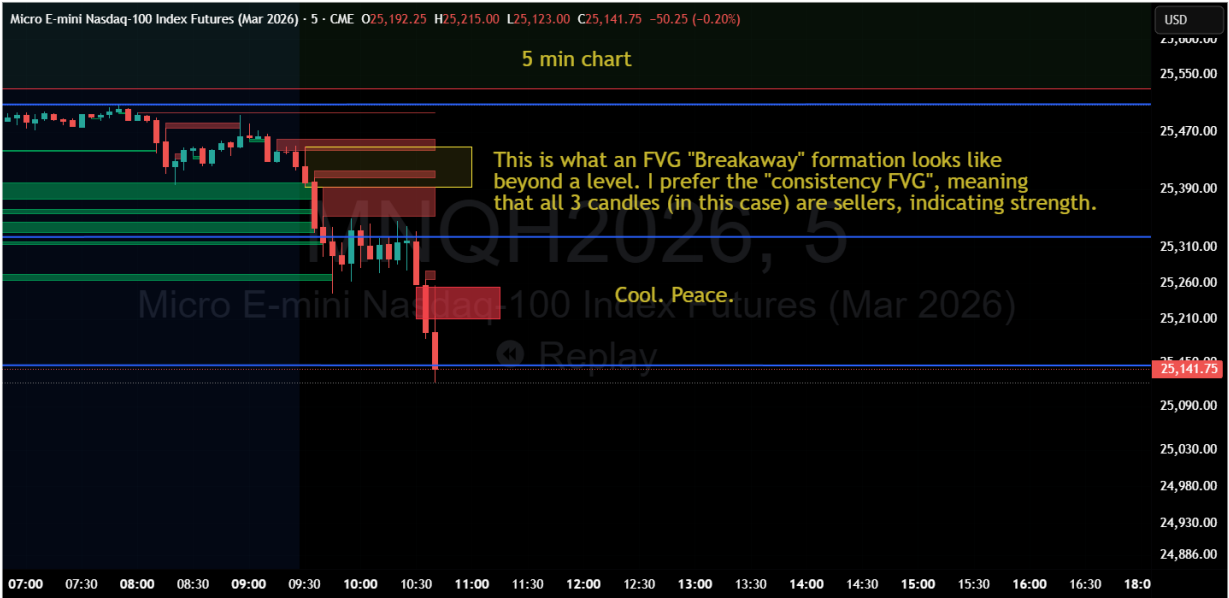 Micro E-mini Nasdaq-100 Index Futures (Mar 2026) · 5 · CME O25,192.25 H25,215.00 L25,123.00 C25,141.75 −50.25 (−0.20%)
USD
25,600.00
5 min chart
25,550.00
25,470.00
This is what an FVG "Breakaway" formation looks like
beyond a level. I prefer the "consistency FVG", meaning
that all 3 candles (in this case) are sellers, indicating strength.
25,390.00
MNQH2026, 5
25,310.00
25,260.00
Cool. Peace.
Micro E-mini Nasdaq-100 Index Futures (Mar 2026)
25,210.00
Replay
25,141.75
25,090.00
25,030.00
24,980.00
24,930.00
24,886.00
07:00 07:30 08:00 08:30 09:00 09:30 10:00 10:30 11:00 11:30 12:00 12:30 13:00 13:30 14:00 14:30 15:00 15:30 16:00 16:30 18:0